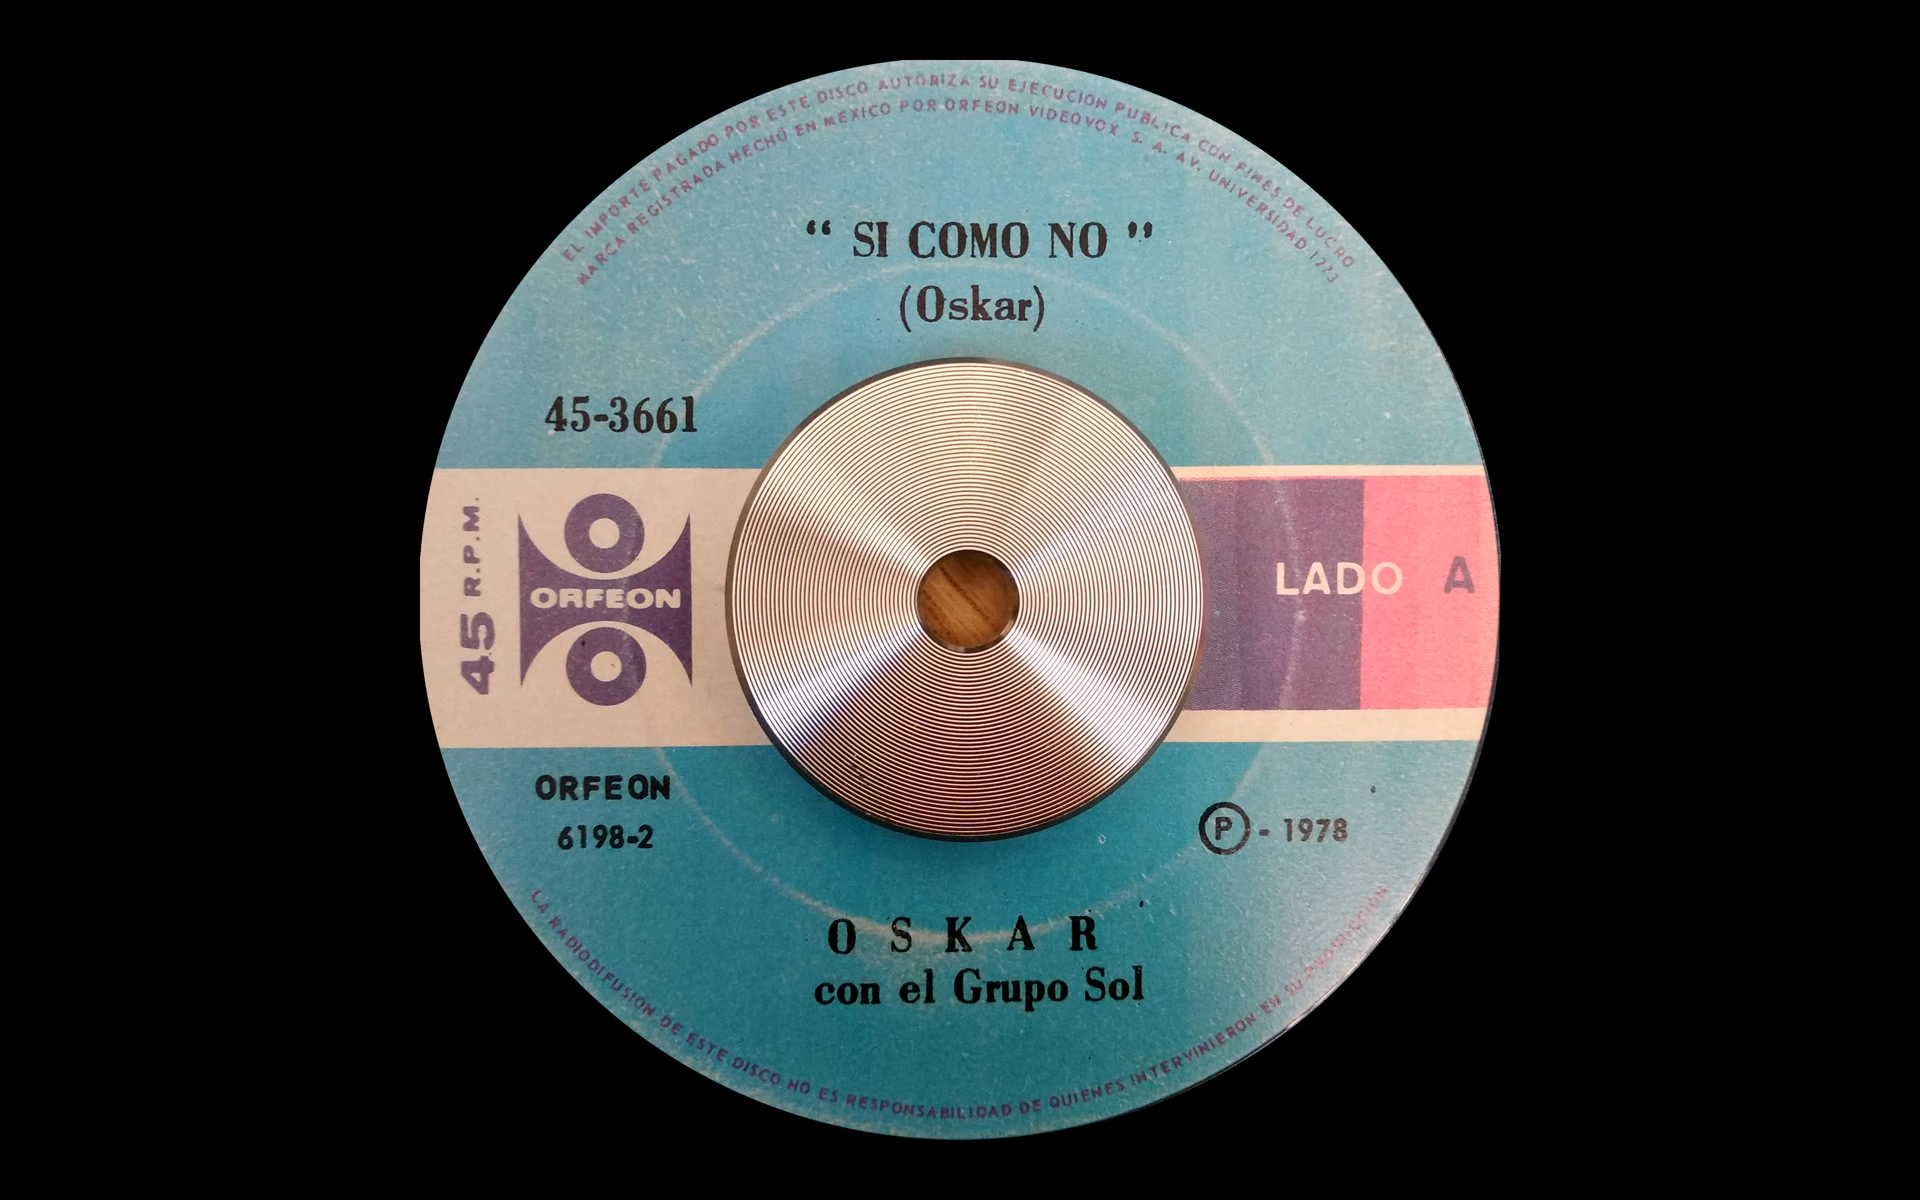 EL IMPORTE PAGADO POR ESTE DISCO AUTORIZA SU EJECUCION PUBLICA CON FINES DE LUCRO
MARCA REGISTRADA HECHO EN MEXICO POR ORFEON VIDEOVOX S. A. AV. UNIVERSIDAD 1273
“ SI COMO NO ”
(Oskar)
45-3661
45 R.P.M.
ORFEON
LADO A
ORFEON
6198-2
Ⓟ - 1978
O S K A R
con el Grupo Sol
LA RADIODIFUSION DE ESTE DISCO NO ES RESPONSABILIDAD DE QUIENES INTERVINIERON EN SU PRODUCCIÓN